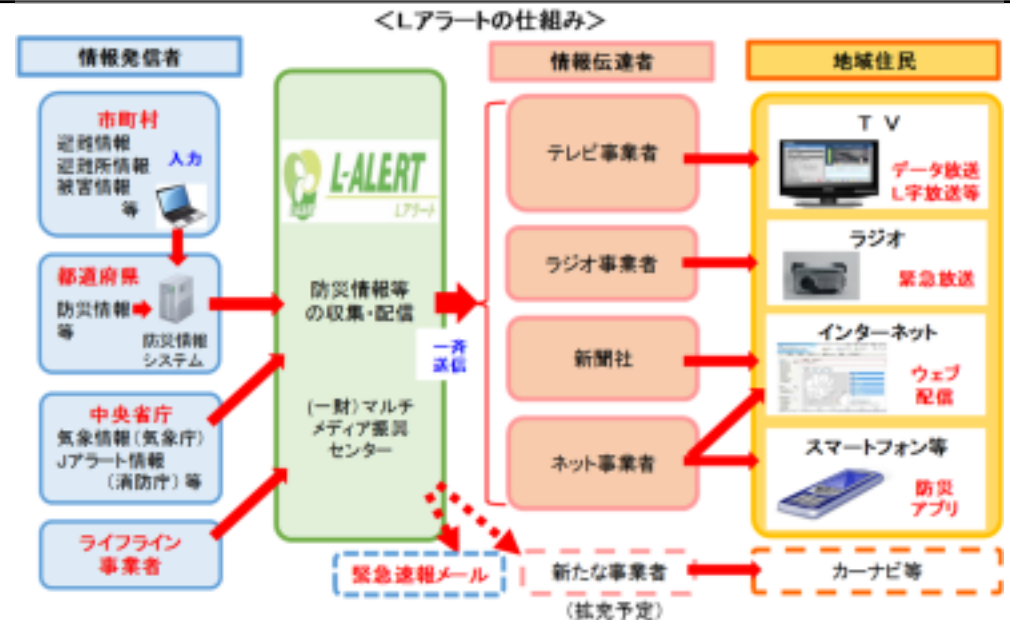 ＜Lアラートの仕組み＞
情報発信者
市町村
避難情報
避難所情報
被害情報
等
入力
都道府県
防災情報
等
防災情報
システム
中央省庁
気象情報（気象庁）
Jアラート情報
（消防庁）等
ライフライン
事業者
L-ALERT
Lアラート
防災情報等
の収集・配信
(一財)マルチ
メディア振興
センター
一斉
送信
緊急速報メール
情報伝達者
テレビ事業者
ラジオ事業者
新聞社
ネット事業者
新たな事業者
(拡充予定)
地域住民
TV
データ放送
L字放送等
ラジオ
緊急放送
インターネット
ウェブ
配信
スマートフォン等
防災
アプリ
カーナビ等